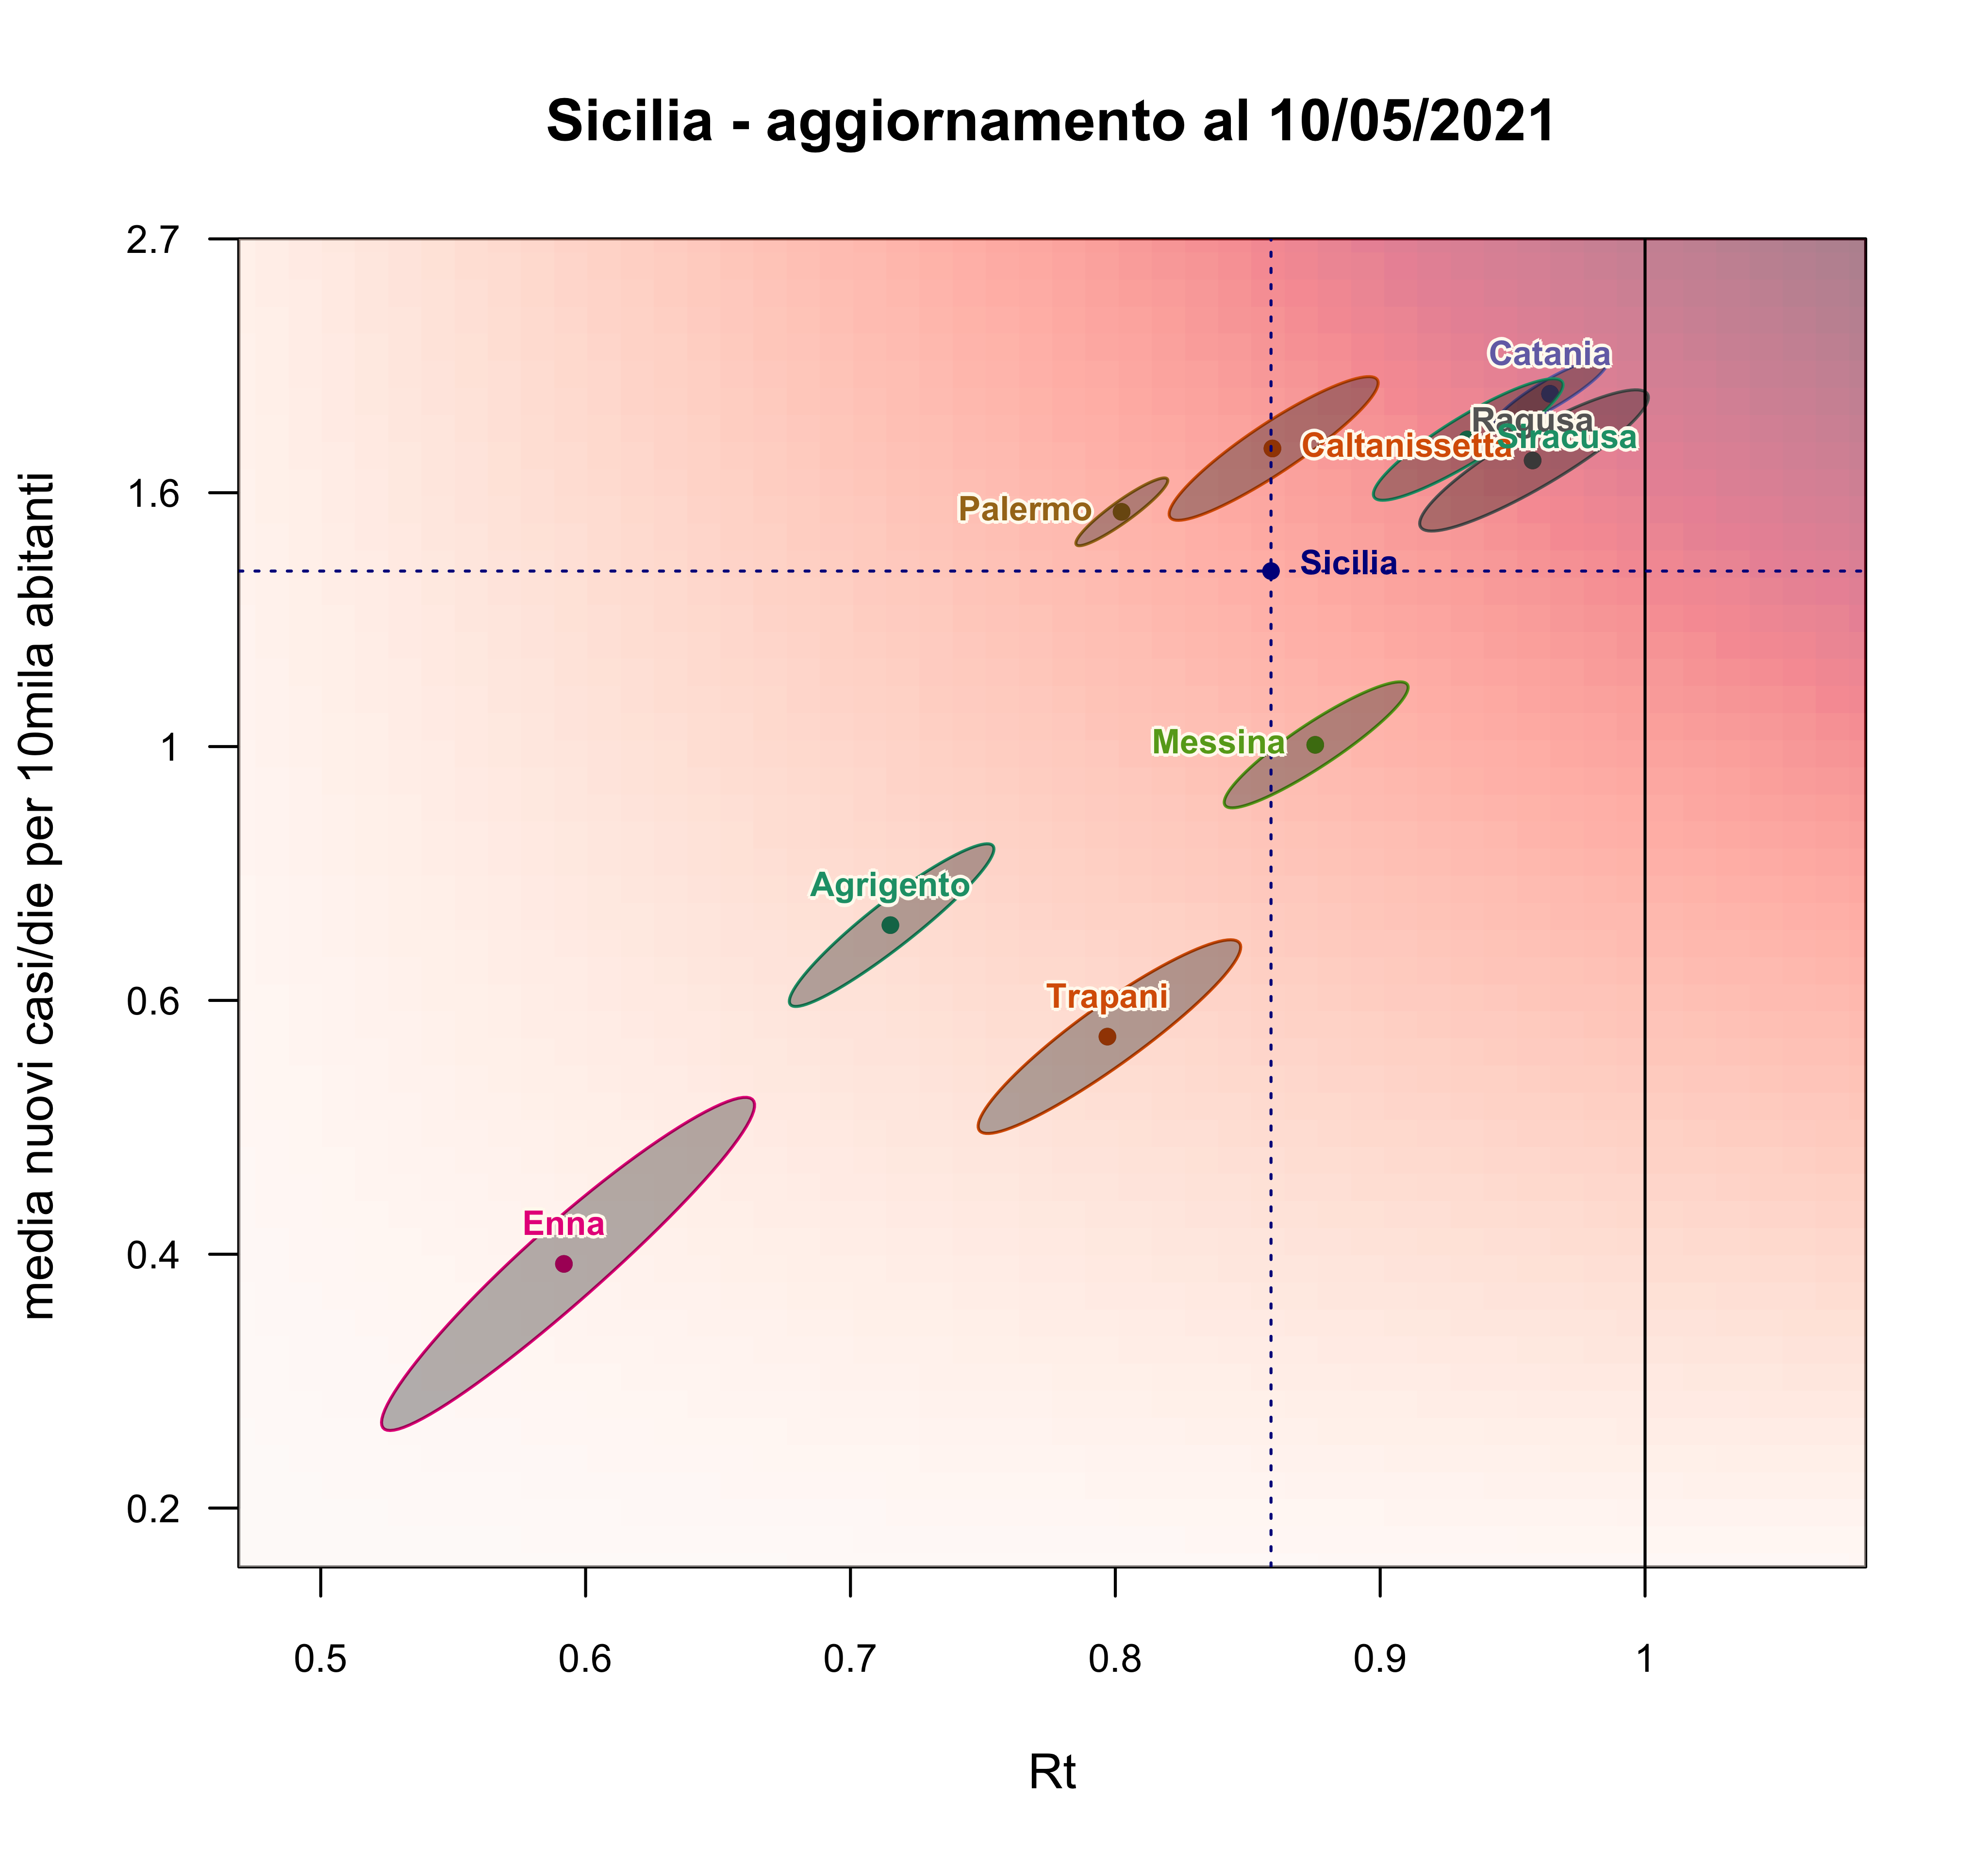 Sicilia - aggiornamento al 10/05/2021
media nuovi casi/die per 10mila abitanti
2.7
1.6
1
0.6
0.4
0.2
Catania
Ragusa
Siracusa
Caltanissetta
Palermo
Sicilia
Messina
Agrigento
Trapani
Enna
0.5 0.6 0.7 0.8 0.9 1
Rt